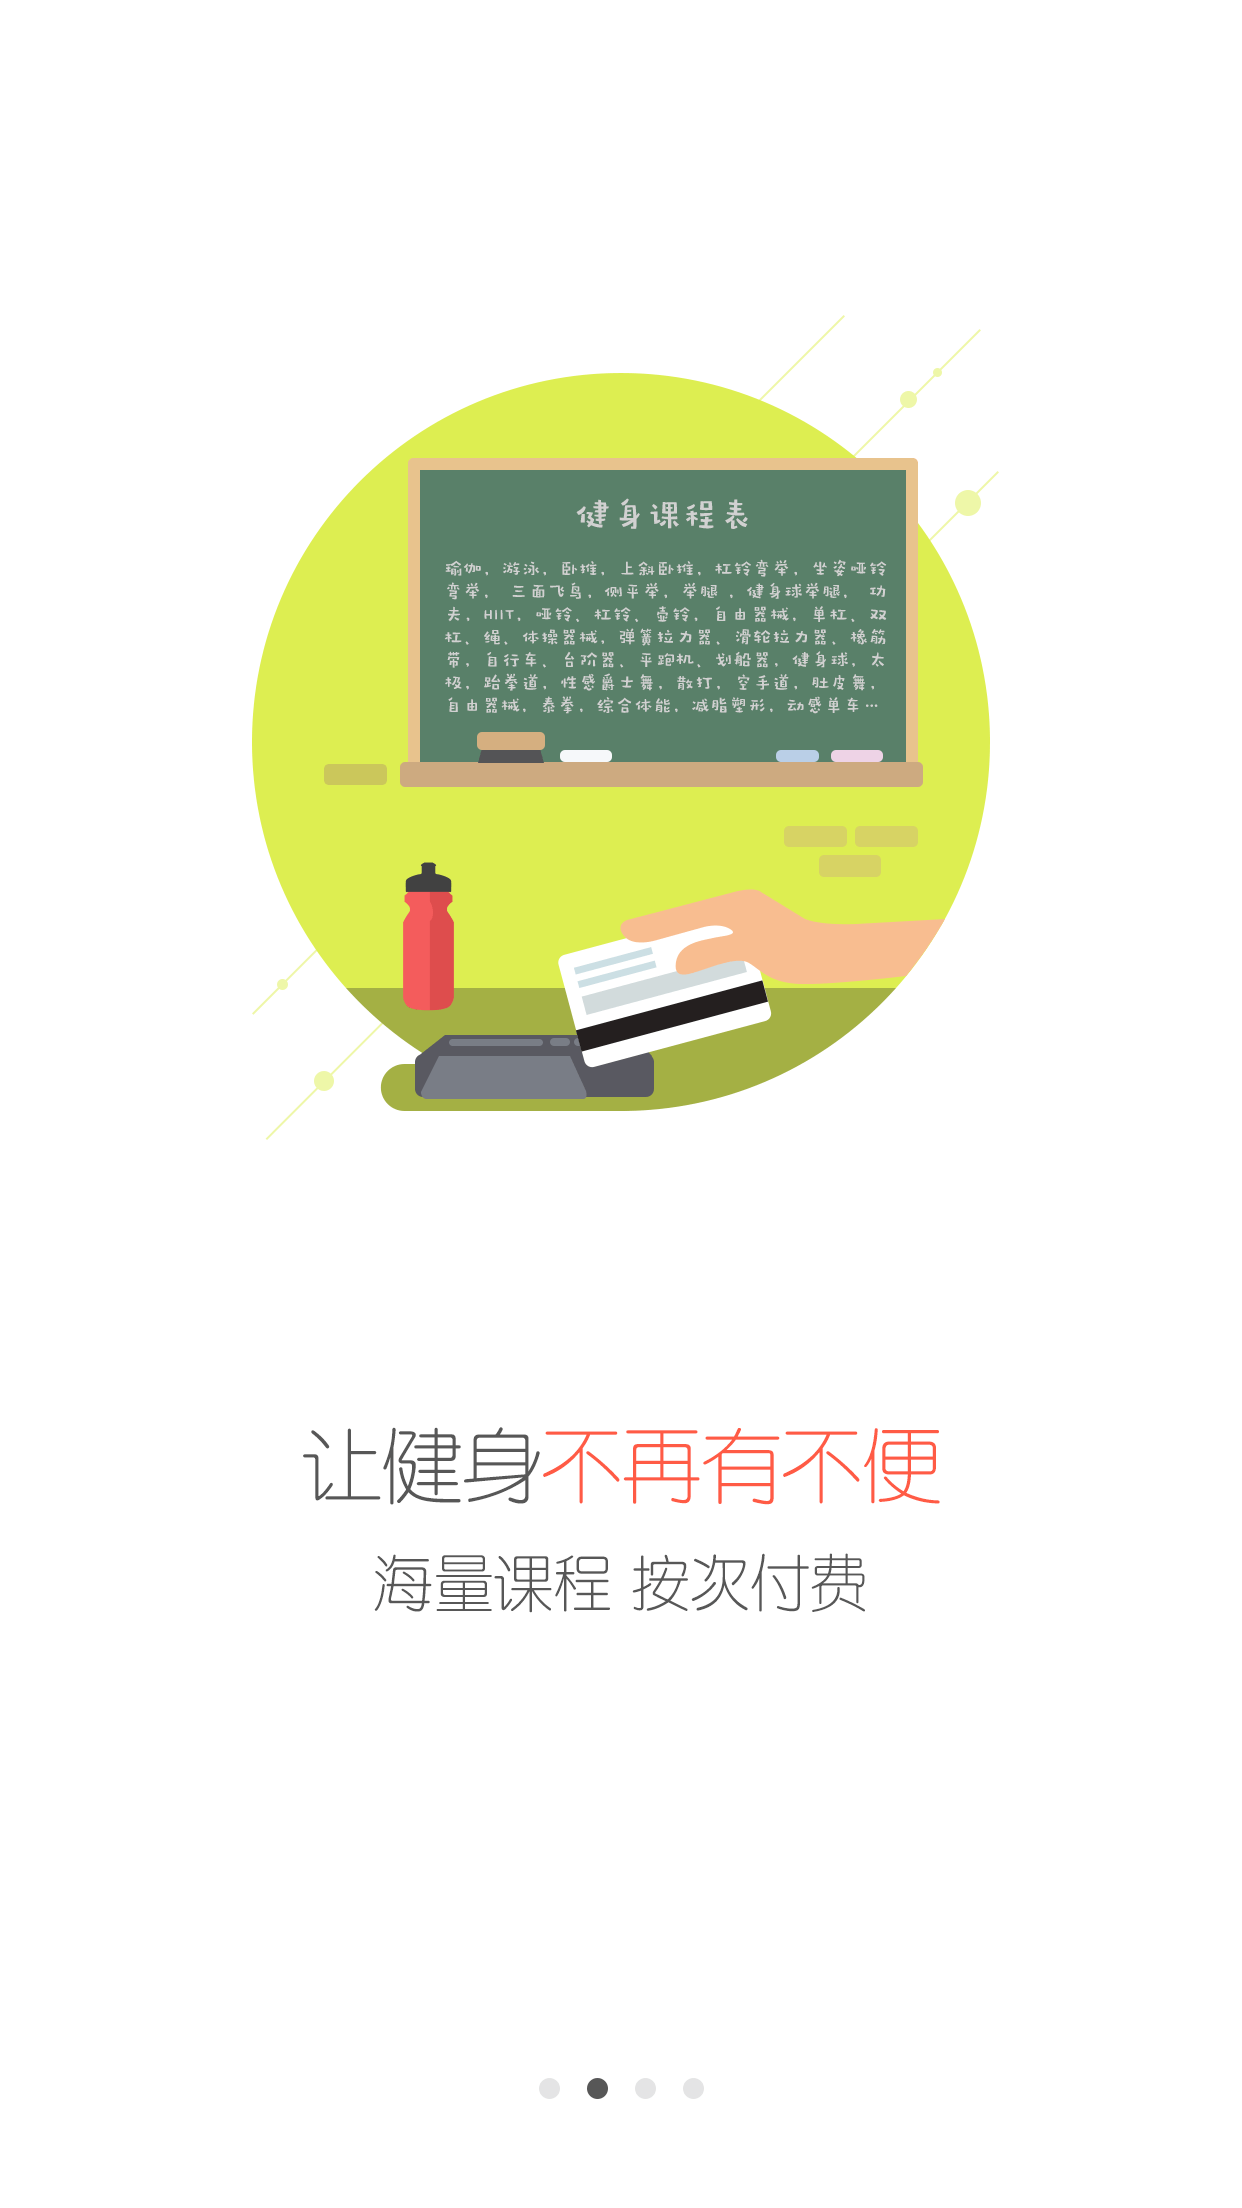 健身课程表
瑜伽，游泳，卧推，上斜卧推，杠铃弯举，坐姿哑铃
弯举， 三面飞鸟，侧平举，举腿 ，健身球举腿， 功
夫，HIIT，哑铃、杠铃、壶铃，自由器械，单杠、双
杠、绳、体操器械，弹簧拉力器、滑轮拉力器、橡筋
带，自行车、台阶器、平跑机、划船器，健身球，太
极，跆拳道，性感爵士舞，散打，空手道，肚皮舞，
自由器械，泰拳，综合体能，减脂塑形，动感单车…
让健身不再有不便
海量课程 按次付费